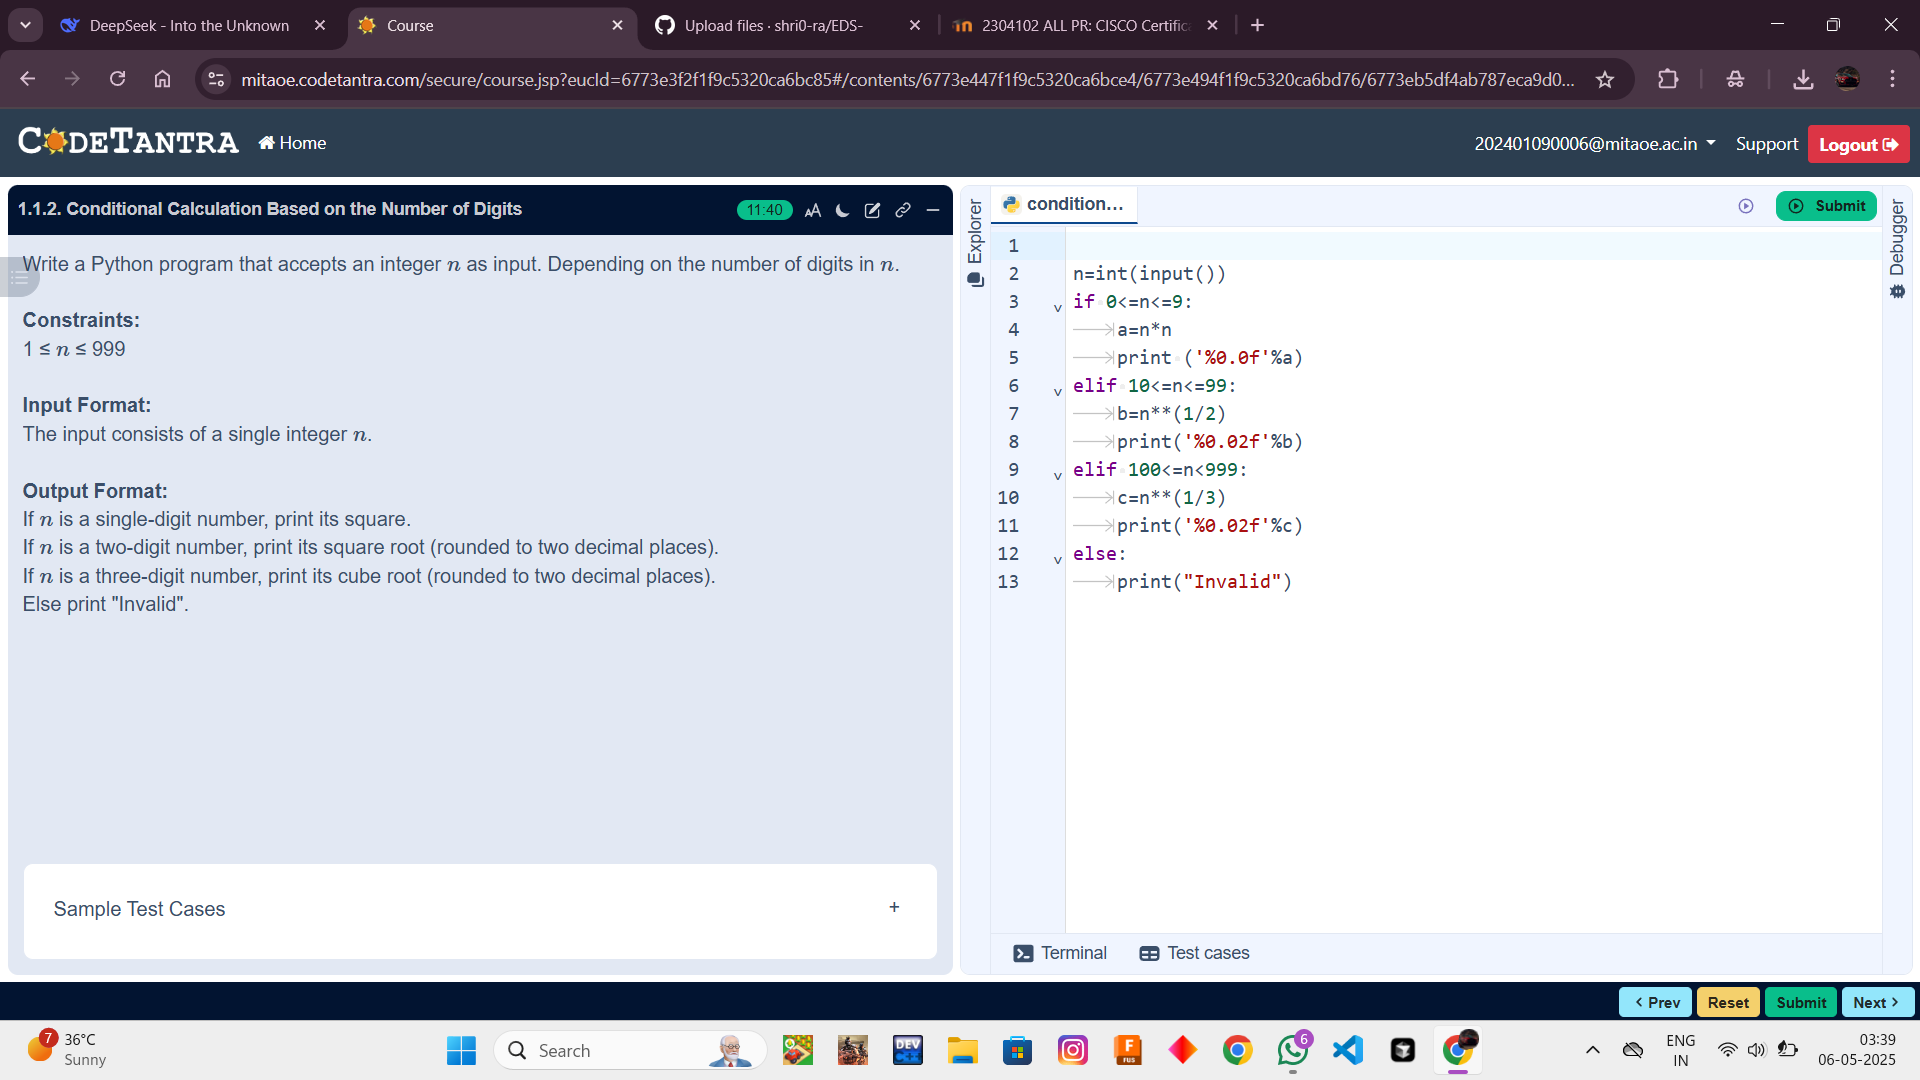 DeepSeek - Into the Unknown
Course
Upload files · shri0-ra/EDS-
2304102 ALL PR: CISCO Certific
mitaoe.codetantra.com/secure/course.jsp?eucId=6773e3f2f1f9c5320ca6bc85#/contents/6773e447f1f9c5320ca6bce4/6773e494f1f9c5320ca6bd76/6773eb5df4ab787eca9d0...
CODETANTRA
Home
202401090006@mitaoe.ac.in
Support
Logout
1.1.2. Conditional Calculation Based on the Number of Digits
11:40
AA
Write a Python program that accepts an integer n as input. Depending on the number of digits in n.
Constraints:
1 ≤ n ≤ 999
Input Format:
The input consists of a single integer n.
Output Format:
If n is a single-digit number, print its square.
If n is a two-digit number, print its square root (rounded to two decimal places).
If n is a three-digit number, print its cube root (rounded to two decimal places).
Else print "Invalid".
Sample Test Cases
+
Explorer
condition...
Submit
Debugger
1
2 n=int(input())
3 if 0<=n<=9:
4 a=n*n
5 print ('%0.0f'%a)
6 elif 10<=n<=99:
7 b=n**(1/2)
8 print('%0.02f'%b)
9 elif 100<=n<999:
10 c=n**(1/3)
11 print('%0.02f'%c)
12 else:
13 print("Invalid")
Terminal
Test cases
< Prev
Reset
Submit
Next >
7
36°C
Sunny
Search
DEV
F
FUS
6
ENG
IN
03:39
06-05-2025